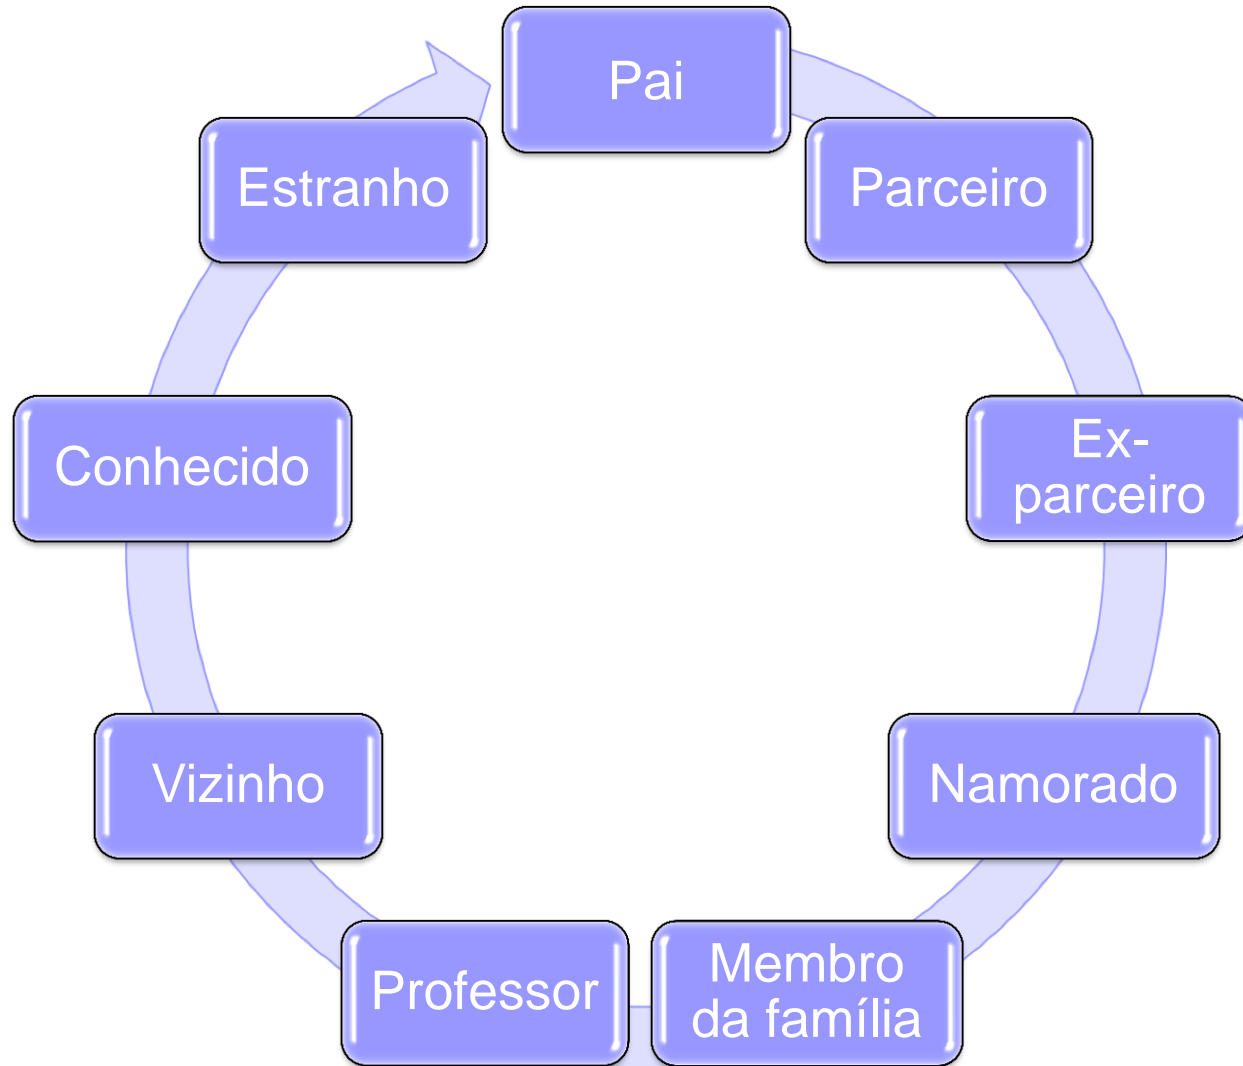 Pai
Parceiro
Ex-
parceiro
Namorado
Membro
da família
Professor
Vizinho
Conhecido
Estranho